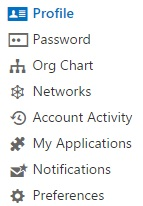 Profile
Password
Org Chart
Networks
Account Activity
My Applications
Notifications
Preferences